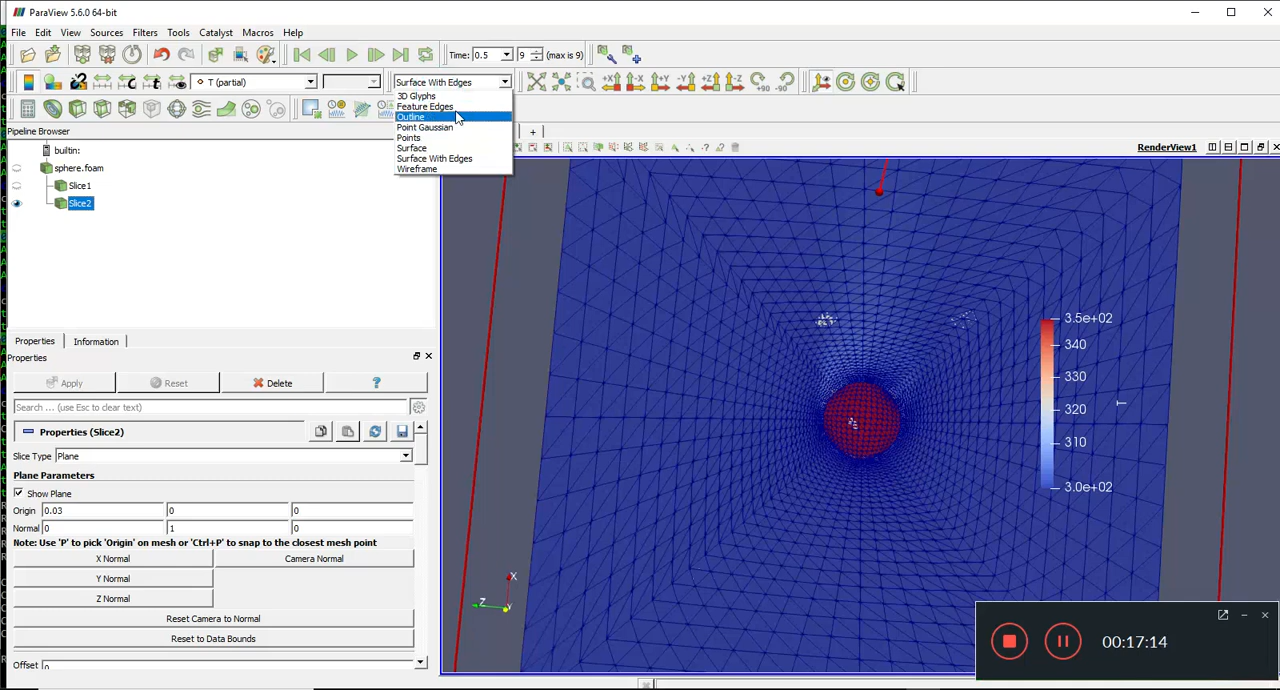 ParaView 5.6.0 64-bit
File Edit View Sources Filters Tools Catalyst Macros Help
Time: 0.5 9 (max is 9)
T (partial) Surface With Edges +X -X +Y -Y +Z -Z +90 -90
3D Glyphs
Feature Edges
Outline
Point Gaussian
Points
Surface
Surface With Edges
Wireframe
Pipeline Browser
RenderView1
builtin:
sphere.foam
Slice1
Slice2
Properties Information
Properties
Apply Reset Delete ?
Search ... (use Esc to clear text)
Properties (Slice2)
Slice Type Plane
Plane Parameters
Show Plane
Origin 0.03 0 0
Normal 0 1 0
Note: Use 'P' to pick 'Origin' on mesh or 'Ctrl+P' to snap to the closest mesh point
X Normal Camera Normal
Y Normal
Z Normal
Reset Camera to Normal
Reset to Data Bounds
Offset
3.5e+02
340
330
320
310
3.0e+02
T
X
Z
Y
00:17:14